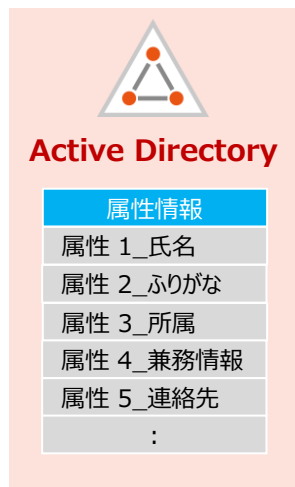 Active Directory
属性情報
属性 1_氏名
属性 2_ふりがな
属性 3_所属
属性 4_兼務情報
属性 5_連絡先
：